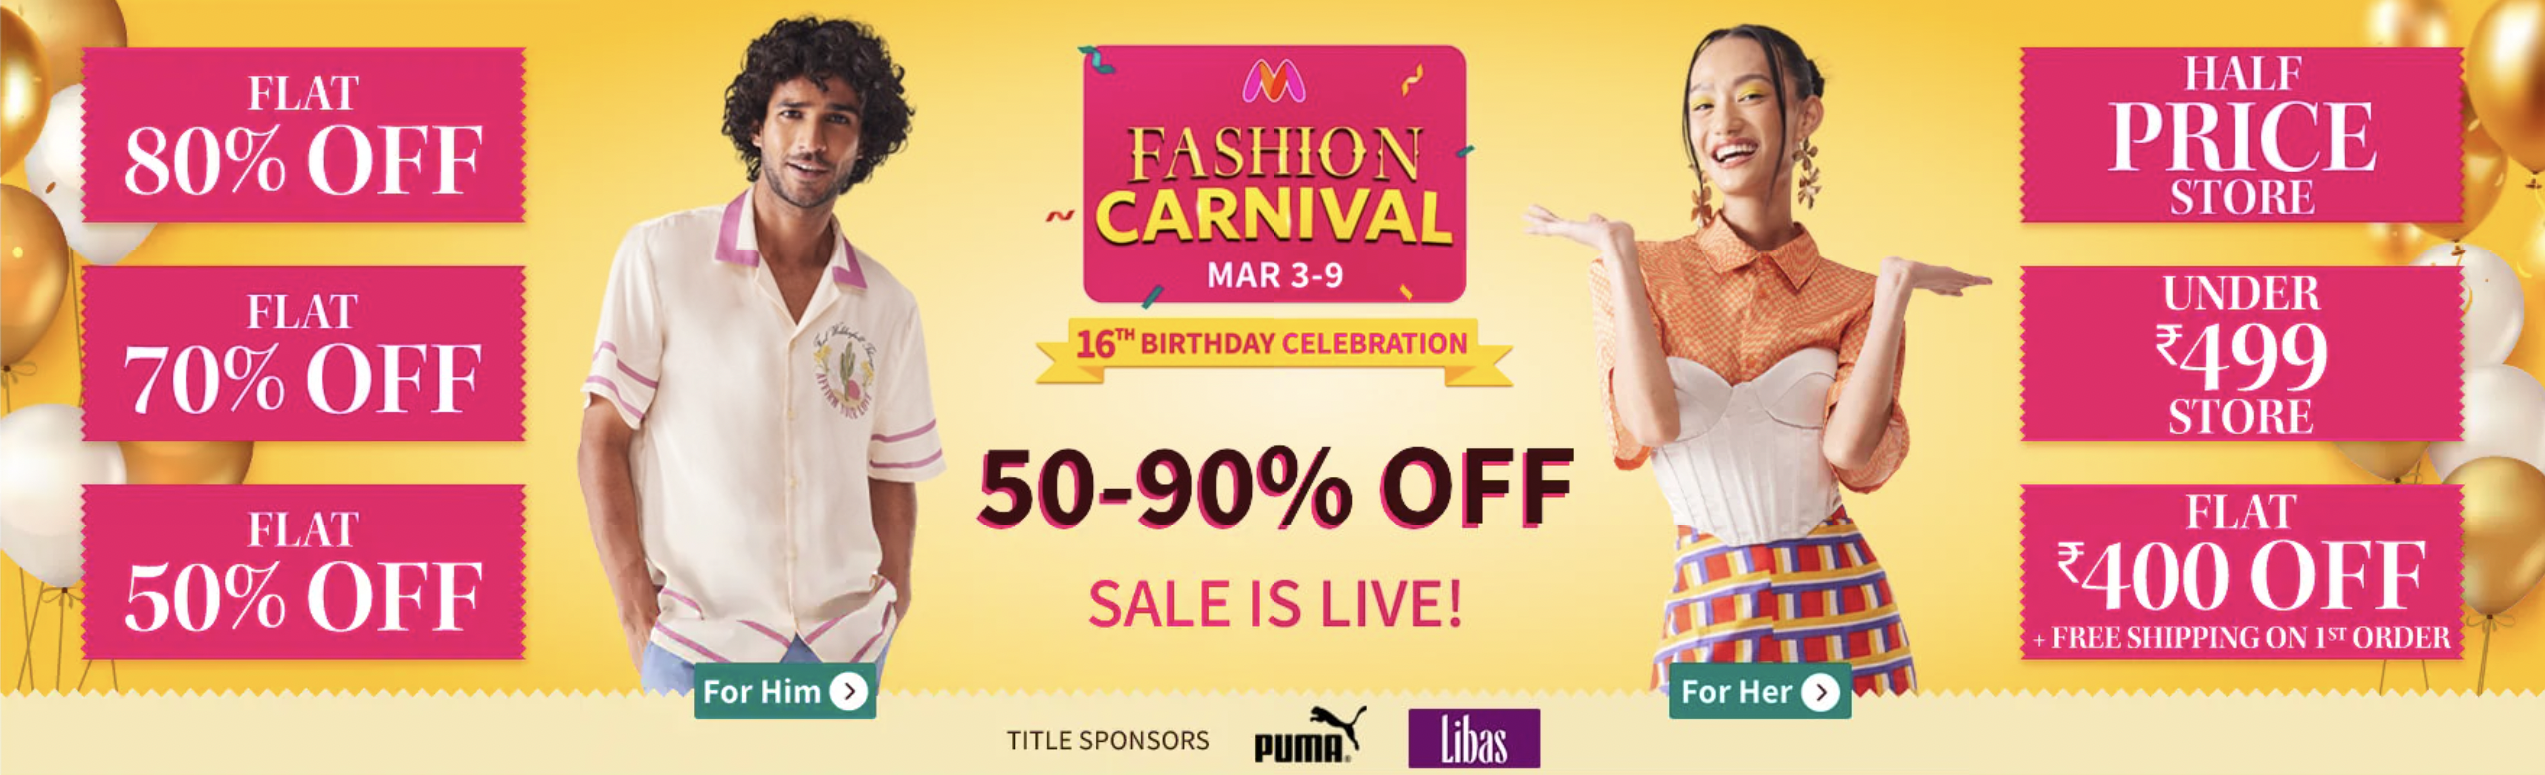 FLAT
80% OFF
FLAT
70% OFF
FLAT
50% OFF
FASHION
CARNIVAL
MAR 3-9
16TH BIRTHDAY CELEBRATION
50-90% OFF
SALE IS LIVE!
For Him
For Her
HALF
PRICE
STORE
UNDER
₹499
STORE
FLAT
₹400 OFF
+ FREE SHIPPING ON 1ST ORDER
TITLE SPONSORS
PUMA
Libas